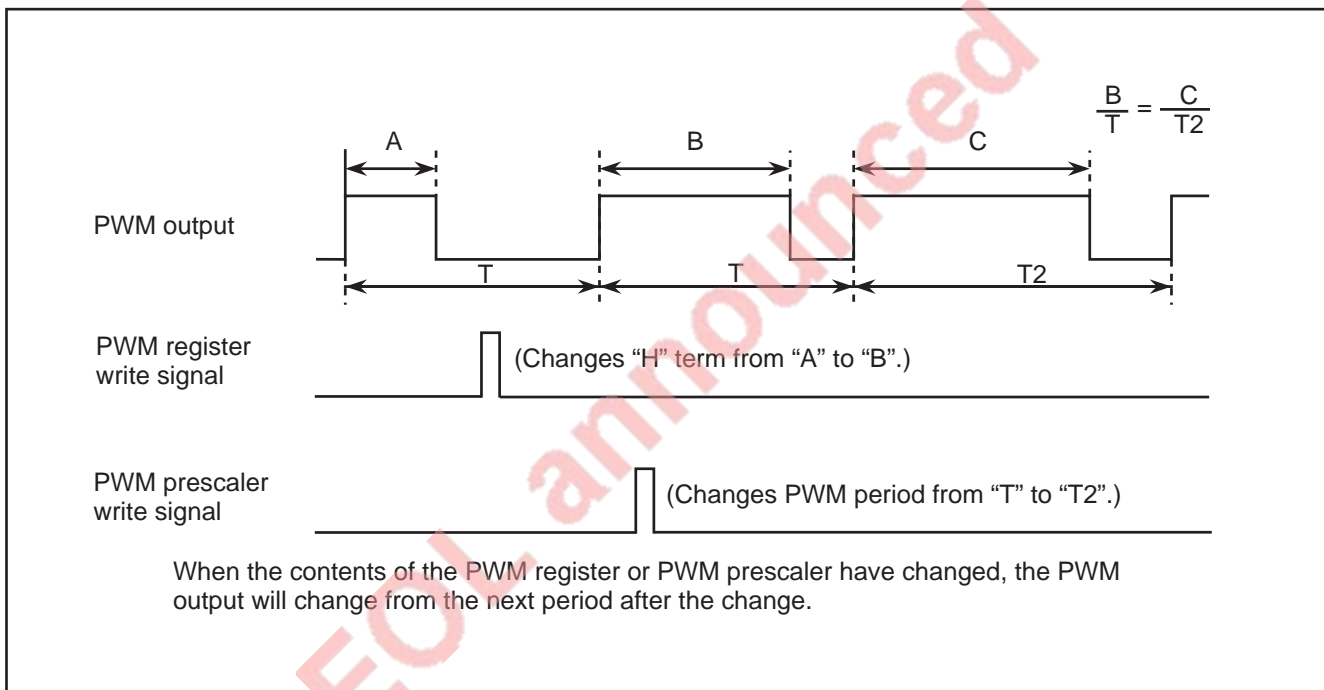 B/T = C/T2
A B C
PWM output
T T T2
PWM register
write signal
(Changes “H” term from “A” to “B”.)
PWM prescaler
write signal
(Changes PWM period from “T” to “T2”.)
When the contents of the PWM register or PWM prescaler have changed, the PWM
output will change from the next period after the change.
EOL announced